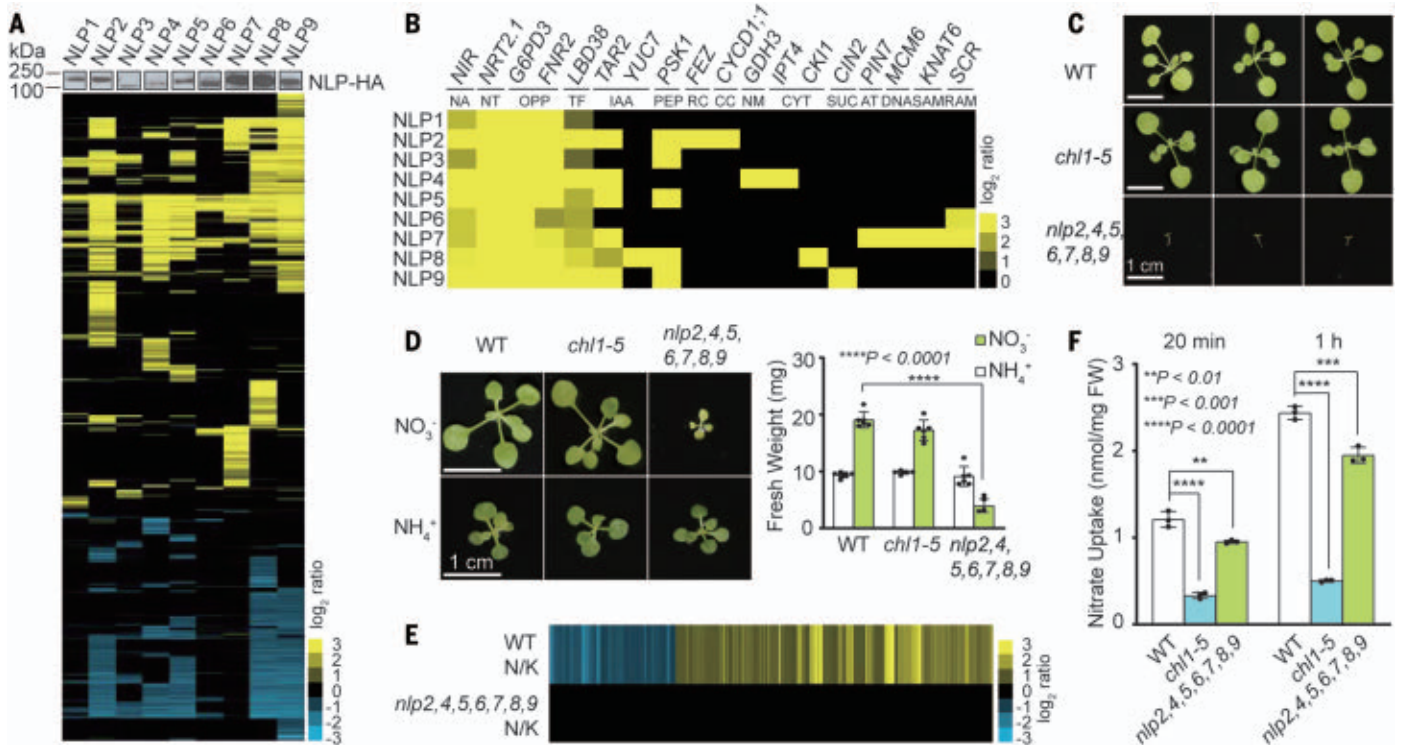 A
NLP1 NLP2 NLP3 NLP4 NLP5 NLP6 NLP7 NLP8 NLP9
kDa
250
100
NLP-HA
log2 ratio
3
2
1
0
-1
-2
-3
B
NIR NRT2.1 G6PD3 FNR2 LBD38 TAR2 YUC7 PSK1 FEZ CYCD1;1 GDH3 IPT4 CKI1 CIN2 PIN7 MCM6 KNAT6 SCR
NA NT OPP TF IAA PEP RC CC NM CYT SUC AT DNA SAM RAM
NLP1
NLP2
NLP3
NLP4
NLP5
NLP6
NLP7
NLP8
NLP9
log2 ratio
3
2
1
0
C
WT
chl1-5
nlp2,4,5,
6,7,8,9
1 cm
D
WT chl1-5 nlp2,4,5,
6,7,8,9
NO3-
NH4+
1 cm
NO3-
NH4+
****P < 0.0001
****
Fresh Weight (mg)
30
20
10
0
WT chl1-5 nlp2,4,
5,6,7,8,9
E
WT
N/K
nlp2,4,5,6,7,8,9
N/K
log2 ratio
3
2
1
0
-1
-2
-3
F
20 min 1 h
**P < 0.01
***P < 0.001
****P < 0.0001
**
****
***
****
Nitrate Uptake (nmol/mg FW)
3
2
1
0
WT chl1-5 nlp2,4,5,6,7,8,9
WT chl1-5 nlp2,4,5,6,7,8,9